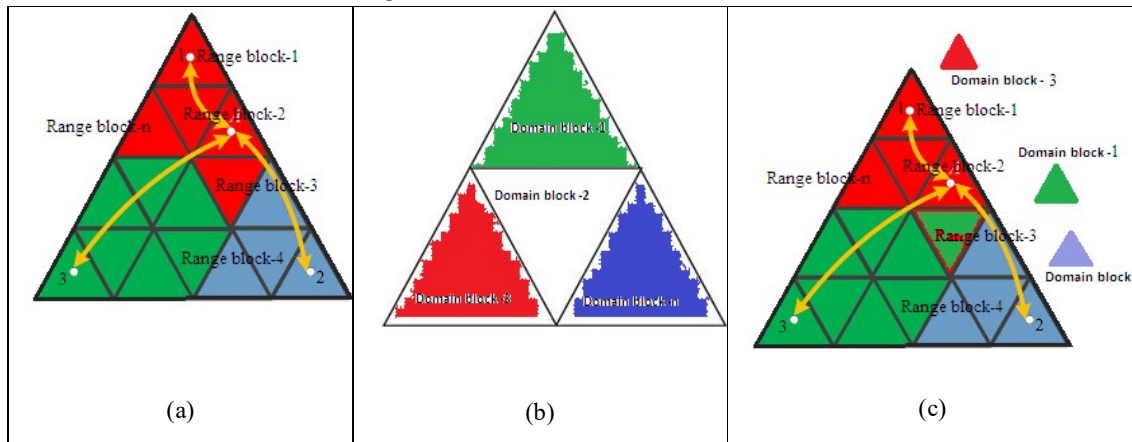 1 Range block-1
Range block-2
Range block-n
Range block-3
Range block-4
3
2
(a)
Domain block-1
Domain block-2
Domain block-3
Domain block-n
(b)
Domain block - 3
1 Range block-1
Domain block -1
Range block-2
Range block-n
Range block-3
Domain block
Range block-4
3
2
(c)